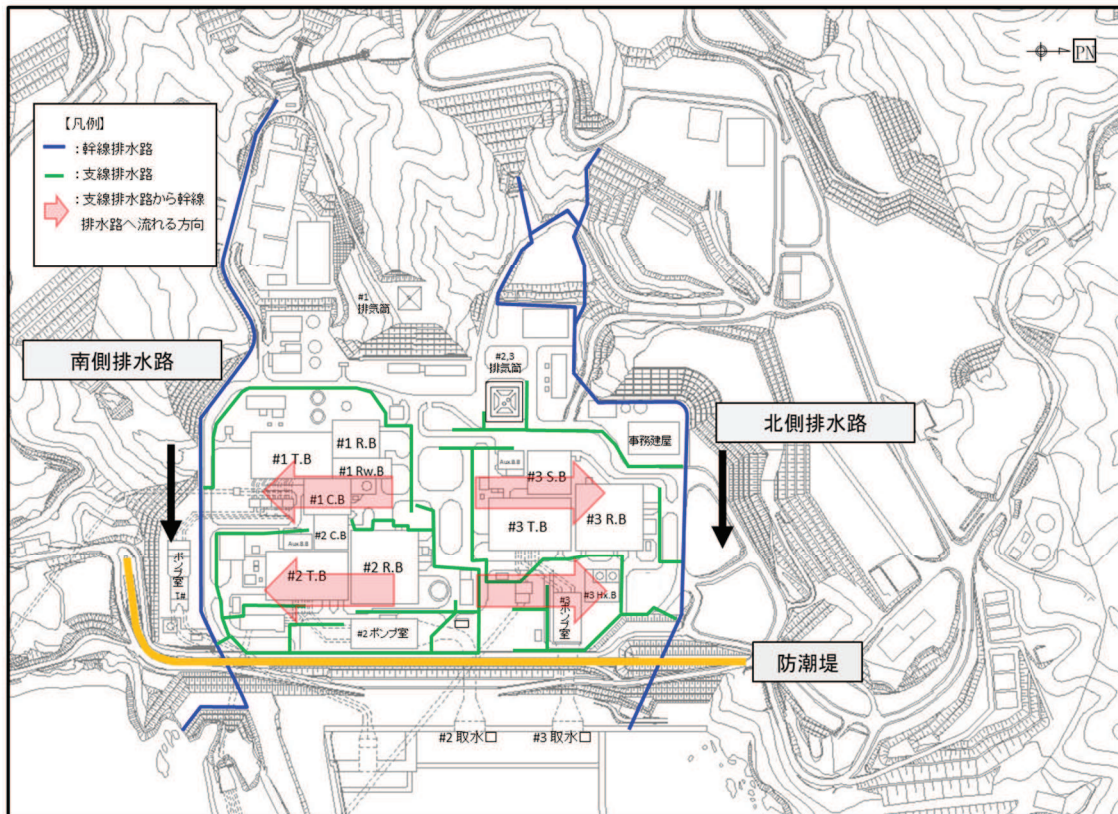 PN
【凡例】
：幹線排水路
：支線排水路
：支線排水路から幹線
排水路へ流れる方向
#1
排気筒
南側排水路
#2,3
排気筒
北側排水路
事務建屋
#1 R.B
#1 T.B
#1 Rw.B
Aux.B.B
#3 S.B
#1 C.B
#3 T.B
#3 R.B
#2 C.B
Aux.B.B
#2 T.B
#2 R.B
#3 Hx.B
#1
ポンプ室
#3
ポンプ室
#2 ポンプ室
防潮堤
#2 取水口
#3 取水口